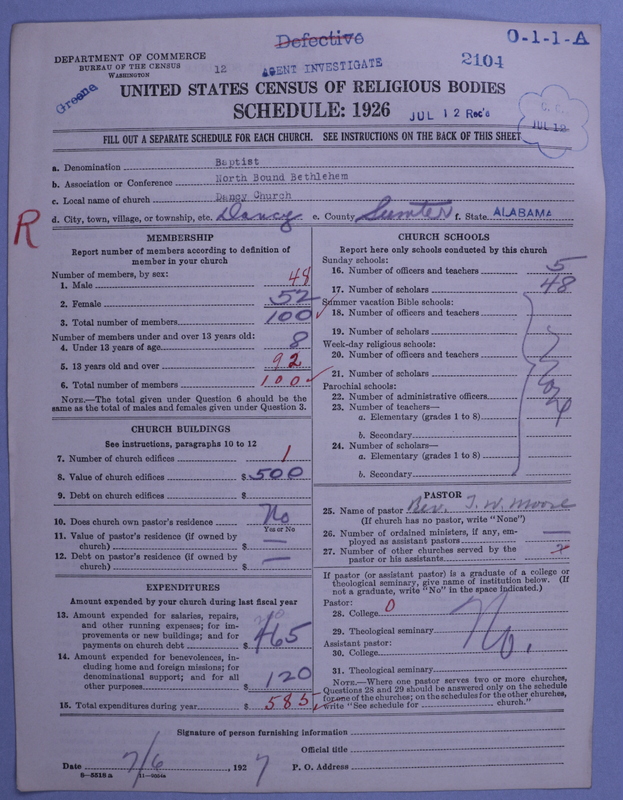 Defective
O-1-1-A
DEPARTMENT OF COMMERCE
BUREAU OF THE CENSUS
WASHINGTON
12
AGENT INVESTIGATE
2104
Greene
UNITED STATES CENSUS OF RELIGIOUS BODIES
SCHEDULE: 1926
JUL 12 Rec'd
JUL 12
FILL OUT A SEPARATE SCHEDULE FOR EACH CHURCH. SEE INSTRUCTIONS ON THE BACK OF THIS SHEET
a. Denomination Baptist
b. Association or Conference North Bound Bethlehem
c. Local name of church Dancy Church
d. City, town, village, or township, etc. Dancy e. County Sumter f. State ALABAMA
R
MEMBERSHIP
Report number of members according to definition of
member in your church
Number of members, by sex:
1. Male 48
2. Female 52
3. Total number of members 100
Number of members under and over 13 years old:
4. Under 13 years of age 8
5. 13 years old and over 92
6. Total number of members 100
NOTE.—The total given under Question 6 should be the
same as the total of males and females given under Question 3.
CHURCH BUILDINGS
See instructions, paragraphs 10 to 12
7. Number of church edifices 1
8. Value of church edifices $ 500
9. Debt on church edifices $
10. Does church own pastor's residence No
Yes or No
11. Value of pastor's residence (if owned by
church) $ —
12. Debt on pastor's residence (if owned by
church) $ —
EXPENDITURES
Amount expended by your church during last fiscal year
13. Amount expended for salaries, repairs,
and other running expenses; for im-
provements or new buildings; and for
payments on church debt $ 465
14. Amount expended for benevolences, in-
cluding home and foreign missions; for
denominational support; and for all
other purposes $ 120
15. Total expenditures during year $ 585
CHURCH SCHOOLS
Report here only schools conducted by this church
Sunday schools:
16. Number of officers and teachers 5
17. Number of scholars 48
Summer vacation Bible schools:
18. Number of officers and teachers
19. Number of scholars
Week-day religious schools:
20. Number of officers and teachers
21. Number of scholars
Parochial schools:
22. Number of administrative officers
23. Number of teachers—
a. Elementary (grades 1 to 8)
b. Secondary
24. Number of scholars—
a. Elementary (grades 1 to 8)
b. Secondary
PASTOR
25. Name of pastor Rev. T. W. Moore
(If church has no pastor, write "None")
26. Number of ordained ministers, if any, em-
ployed as assistant pastors —
27. Number of other churches served by the
pastor or his assistants
If pastor (or assistant pastor) is a graduate of a college or
theological seminary, give name of institution below. (If
not a graduate, write "No" in the space indicated.)
Pastor:
28. College 0
29. Theological seminary No.
Assistant pastor:
30. College
31. Theological seminary
NOTE.—Where one pastor serves two or more churches,
Questions 28 and 29 should be answered only on the schedule
for one of the churches; on the schedules for the other churches,
write "See schedule for church."
Signature of person furnishing information
Official title
Date 7/6, 1927 P. O. Address
8—5518 a